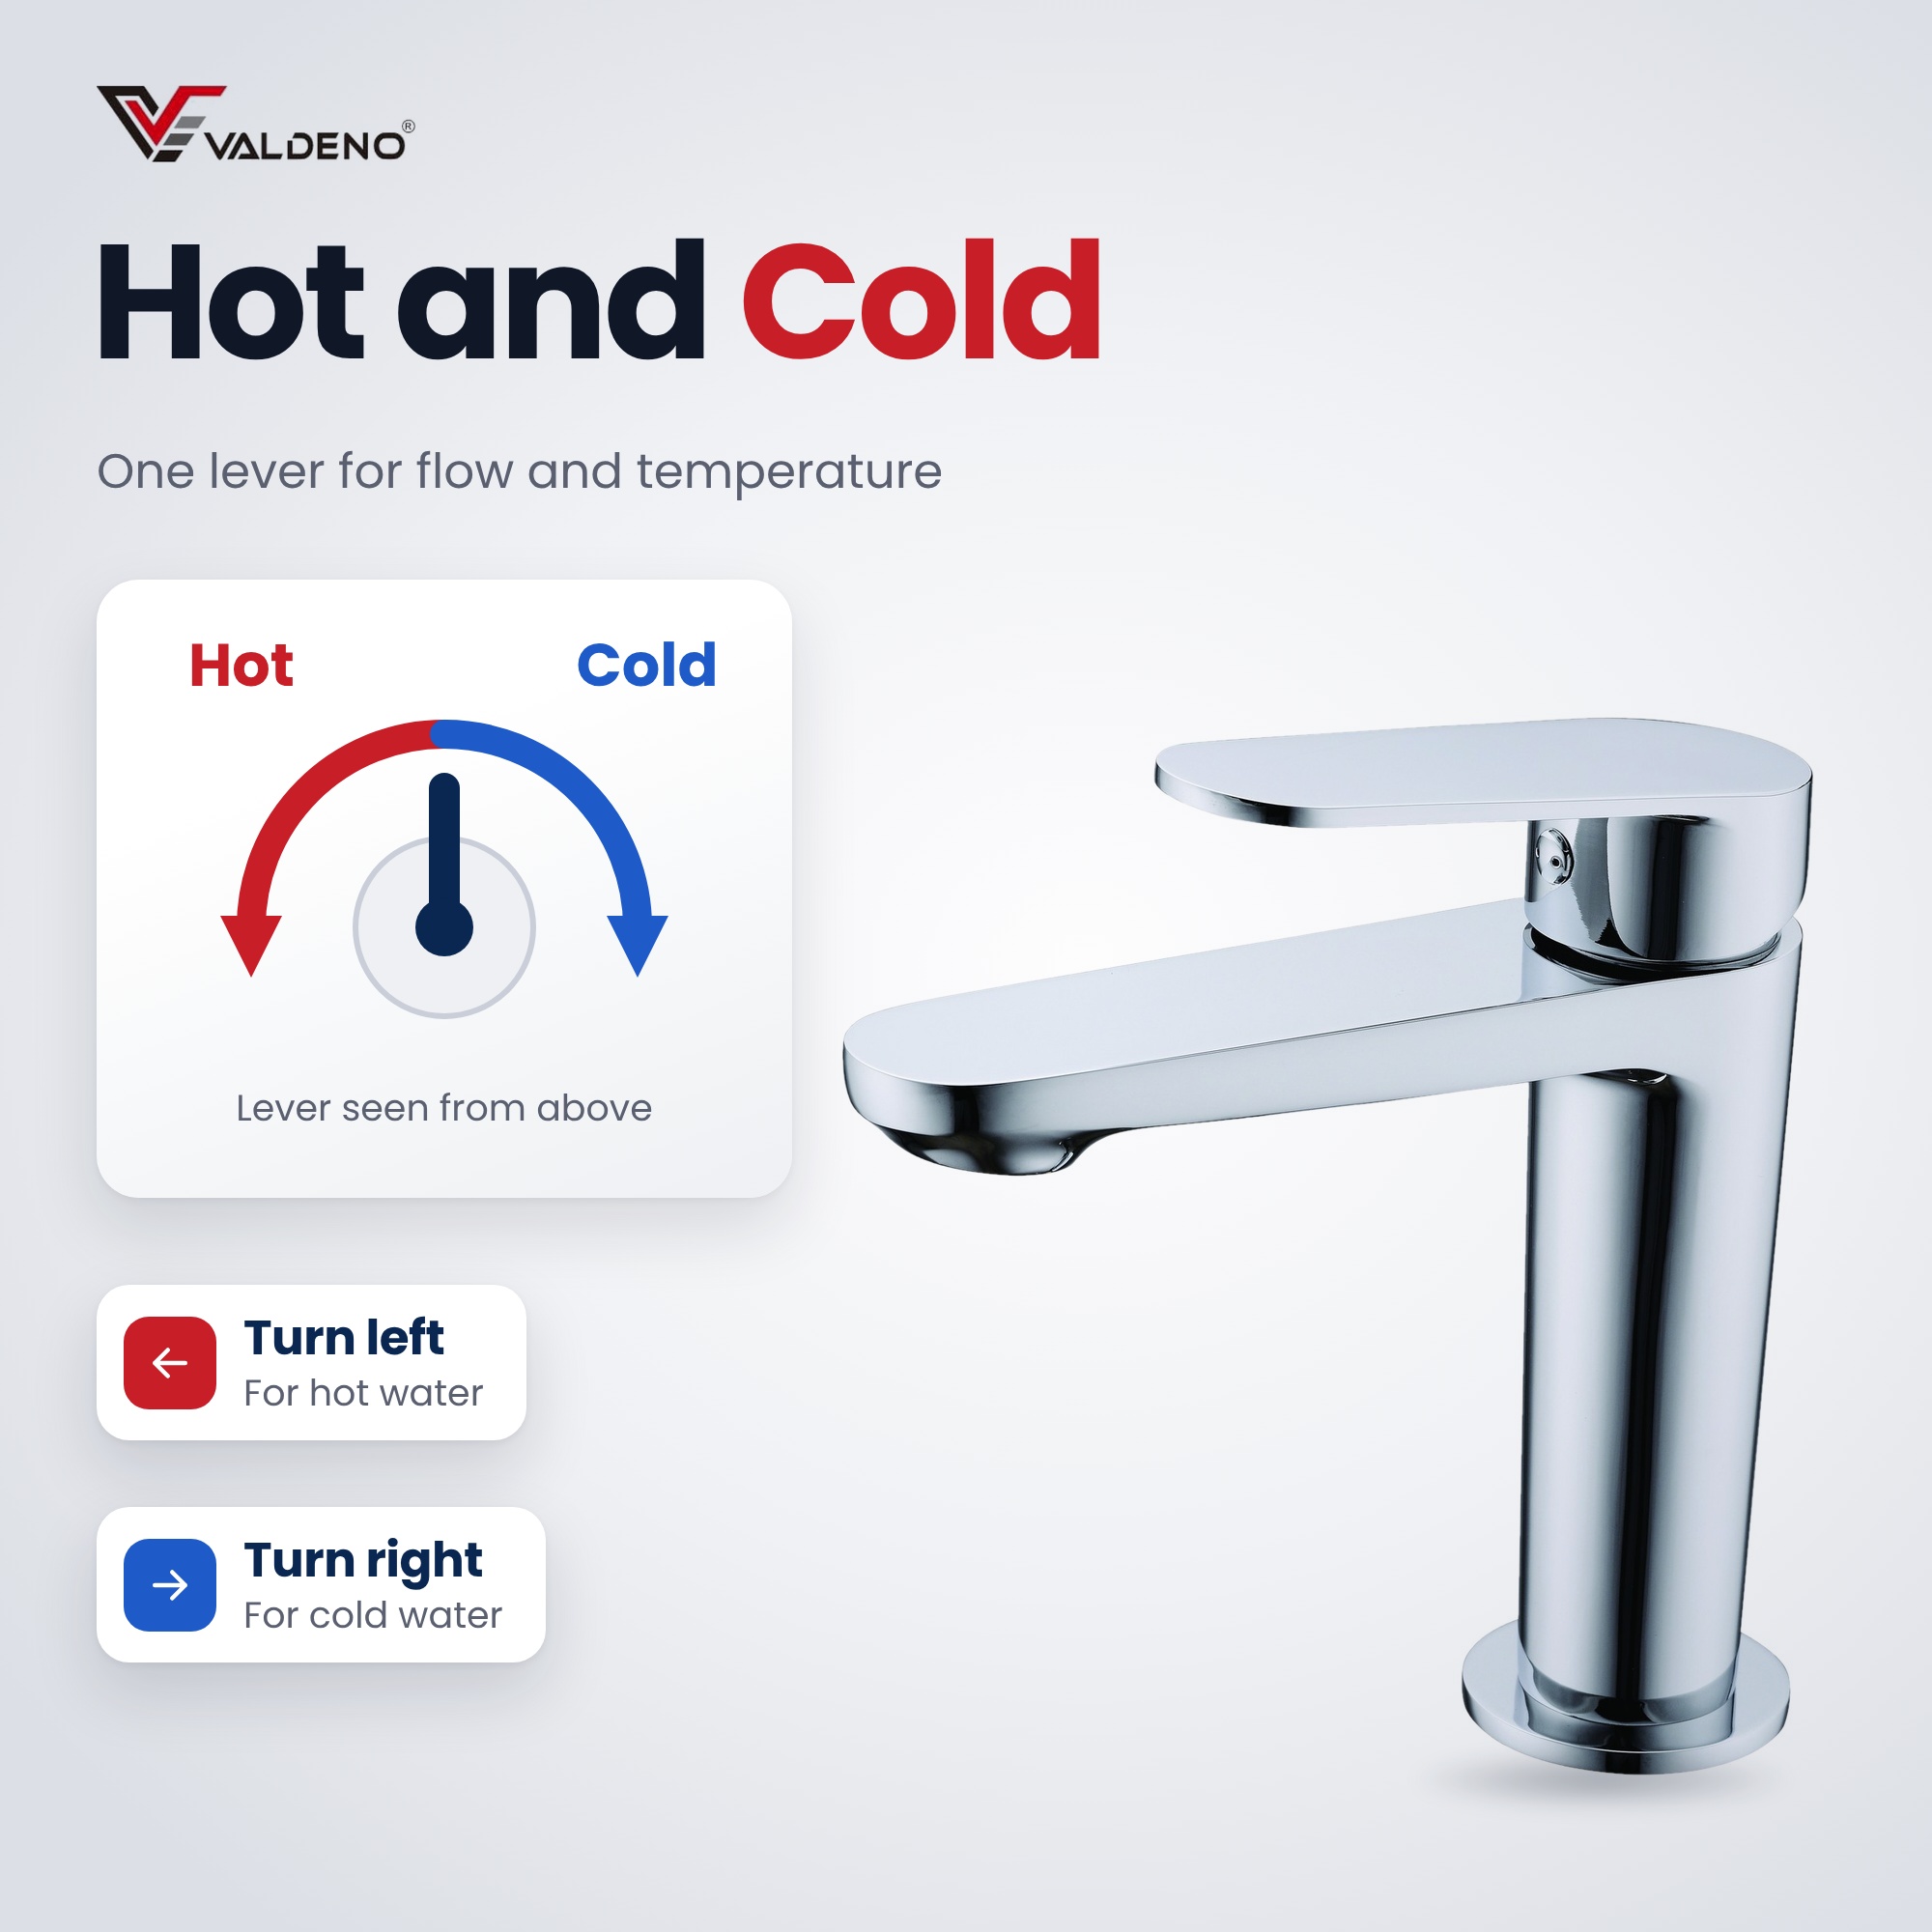 VALDENO®
Hot and Cold
One lever for flow and temperature
Hot Cold
Lever seen from above
Turn left
For hot water
Turn right
For cold water